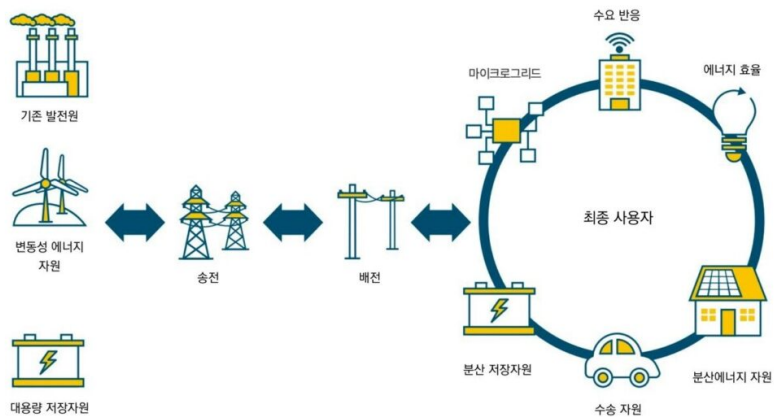 기존 발전원
변동성 에너지
자원
대용량 저장자원
송전
배전
수요 반응
마이크로그리드
에너지 효율
최종 사용자
분산 저장자원
수송 자원
분산에너지 자원